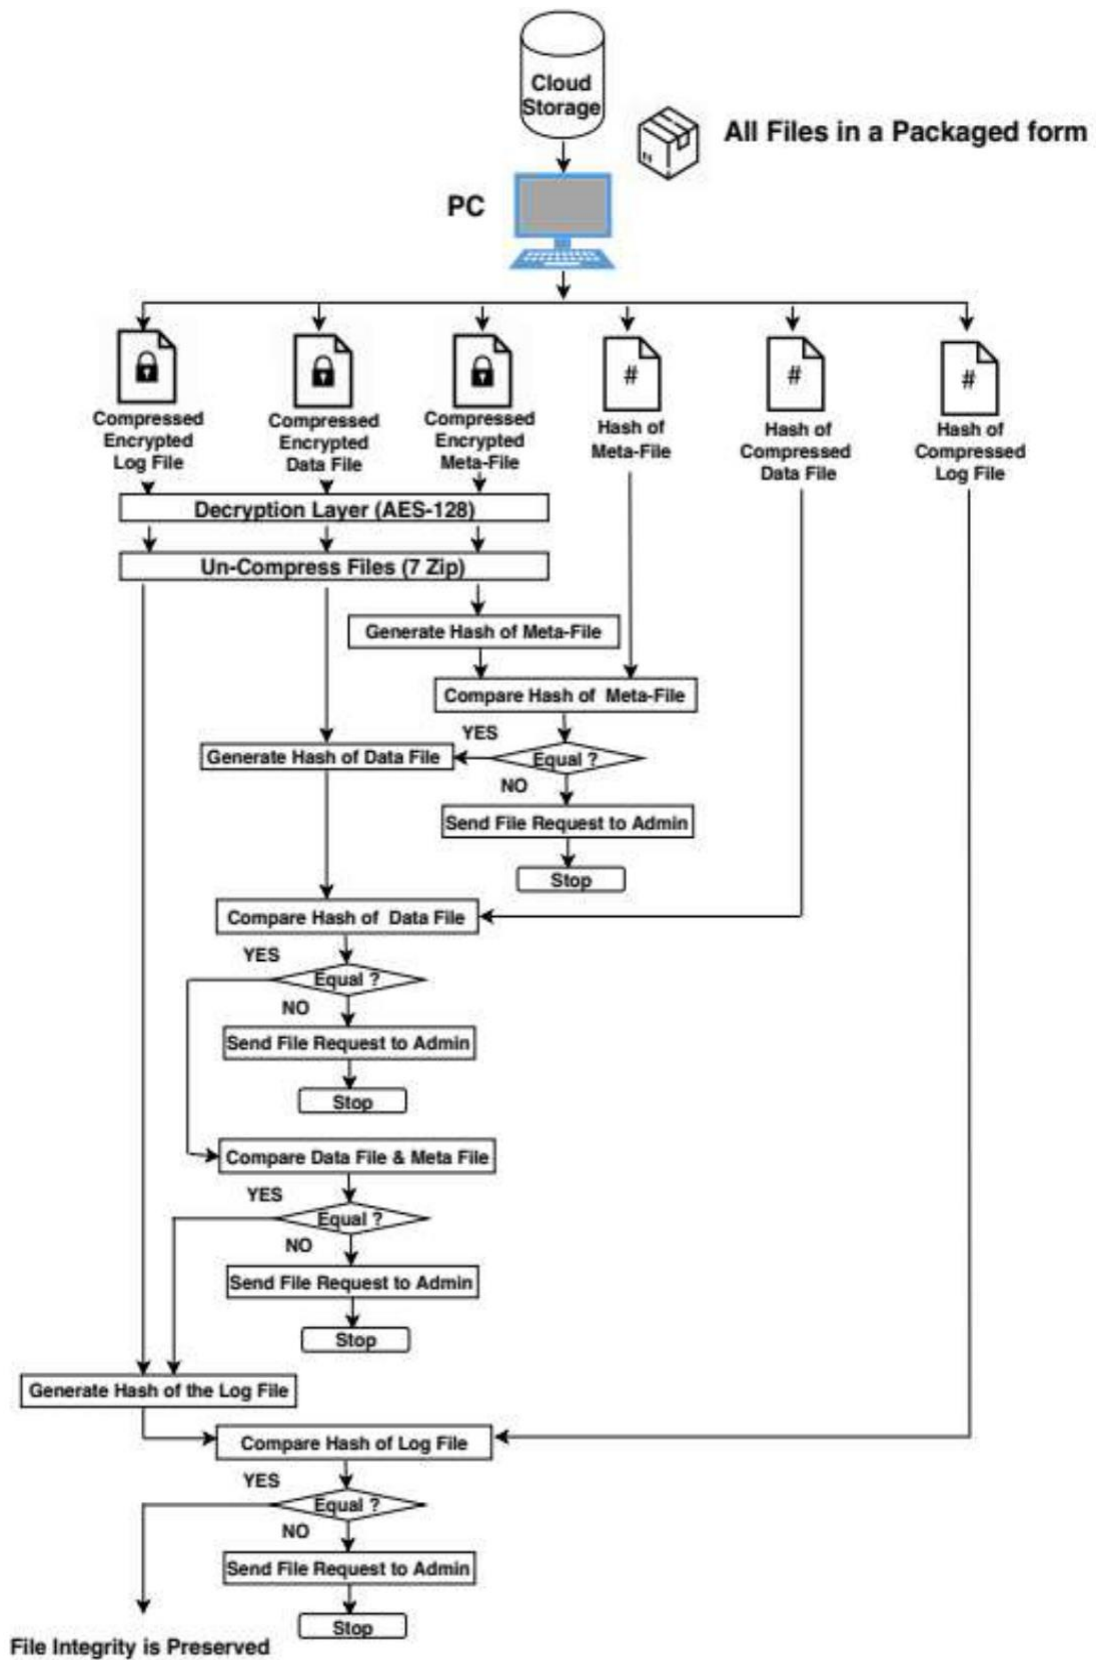 Cloud
Storage
All Files in a Packaged form
PC
Compressed
Encrypted
Log File
Compressed
Encrypted
Data File
Compressed
Encrypted
Meta-File
#
Hash of
Meta-File
#
Hash of
Compressed
Data File
#
Hash of
Compressed
Log File
Decryption Layer (AES-128)
Un-Compress Files (7 Zip)
Generate Hash of Meta-File
Compare Hash of Meta-File
YES
Generate Hash of Data File
Equal ?
NO
Send File Request to Admin
Stop
Compare Hash of Data File
YES
Equal ?
NO
Send File Request to Admin
Stop
Compare Data File & Meta File
YES
Equal ?
NO
Send File Request to Admin
Stop
Generate Hash of the Log File
Compare Hash of Log File
YES
Equal ?
NO
Send File Request to Admin
Stop
File Integrity is Preserved